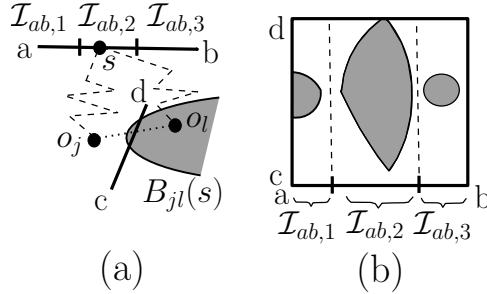 I_{ab,1} I_{ab,2} I_{ab,3}
a s b
d
o_j o_l
c B_{jl}(s)
(a)
d
c
a b
I_{ab,1} I_{ab,2} I_{ab,3}
(b)